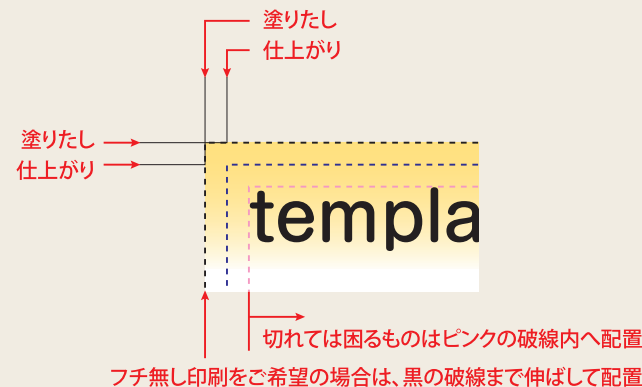 塗りたし
仕上がり
塗りたし
仕上がり
templa
切れては困るものはピンクの破線内へ配置
フチ無し印刷をご希望の場合は、黒の破線まで伸ばして配置